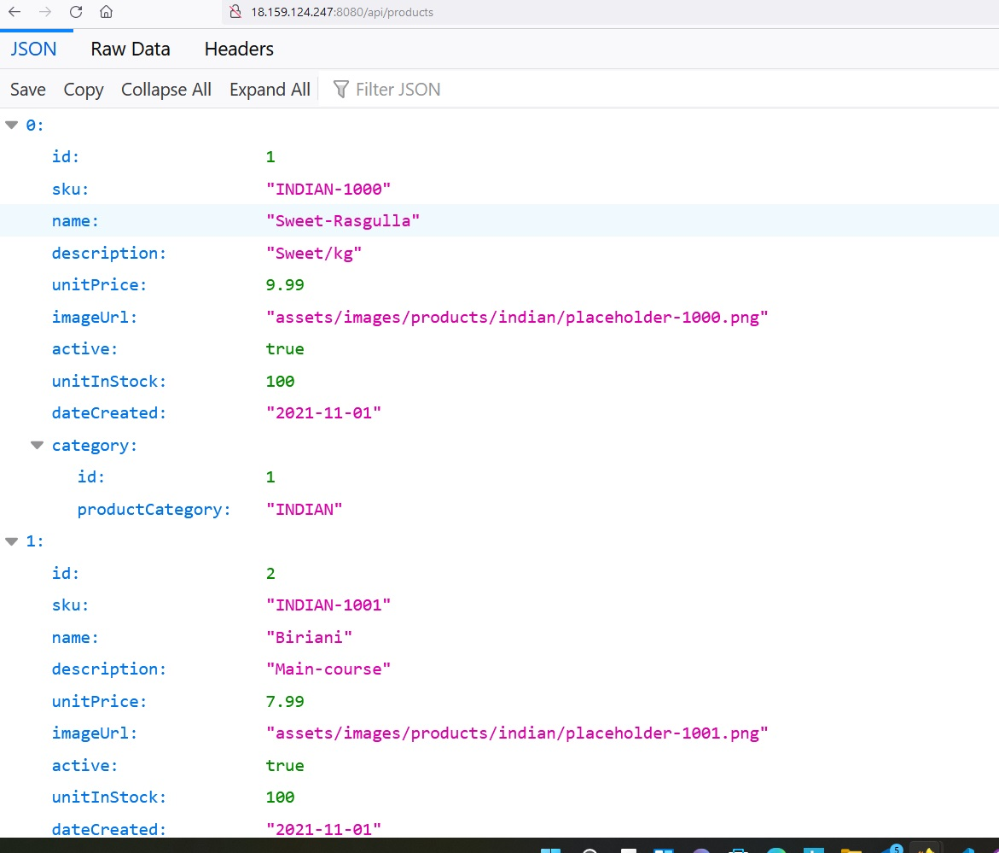 18.159.124.247:8080/api/products
JSON Raw Data Headers
Save Copy Collapse All Expand All Filter JSON
0:
id: 1
sku: "INDIAN-1000"
name: "Sweet-Rasgulla"
description: "Sweet/kg"
unitPrice: 9.99
imageUrl: "assets/images/products/indian/placeholder-1000.png"
active: true
unitInStock: 100
dateCreated: "2021-11-01"
category:
id: 1
productCategory: "INDIAN"
1:
id: 2
sku: "INDIAN-1001"
name: "Biriani"
description: "Main-course"
unitPrice: 7.99
imageUrl: "assets/images/products/indian/placeholder-1001.png"
active: true
unitInStock: 100
dateCreated: "2021-11-01"
5